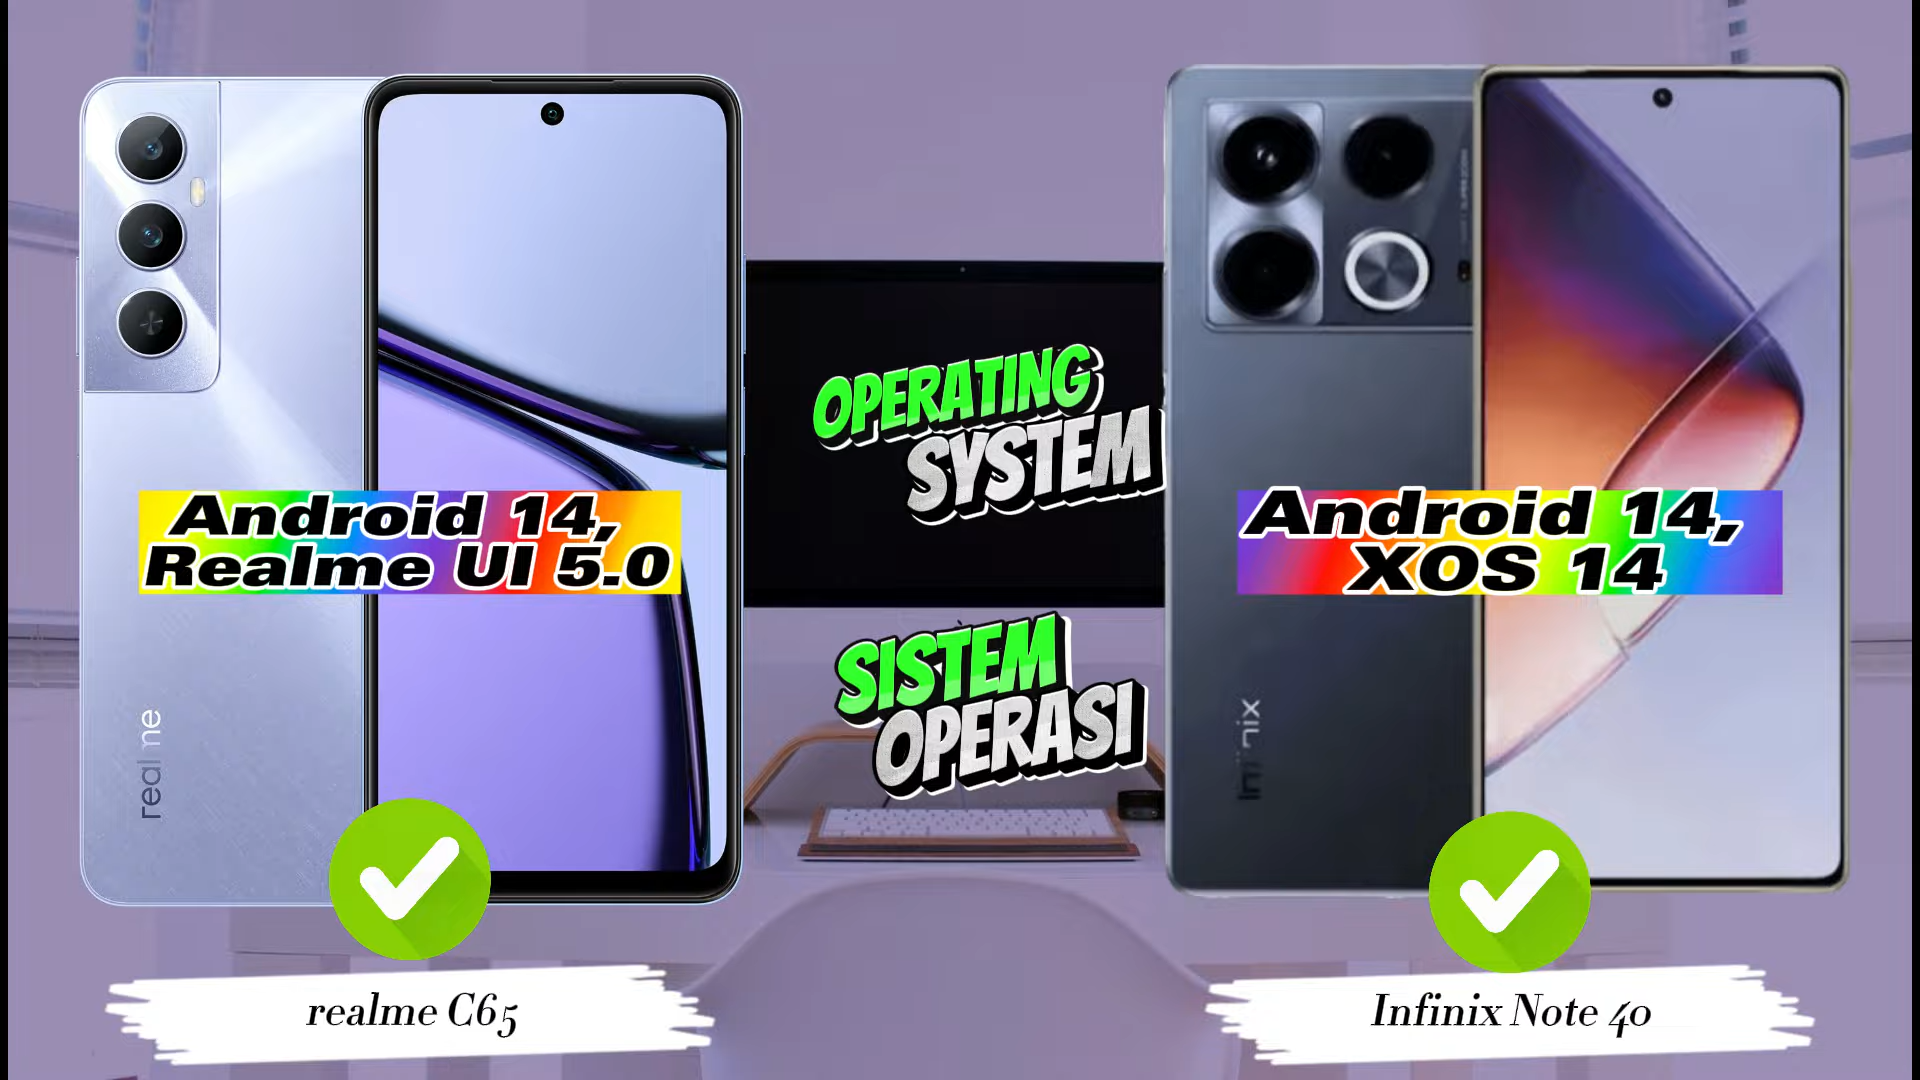 OPERATING
SYSTEM
Android 14,
Realme UI 5.0
Android 14,
XOS 14
SISTEM
OPERASI
realme
Infinix
realme C65
Infinix Note 40